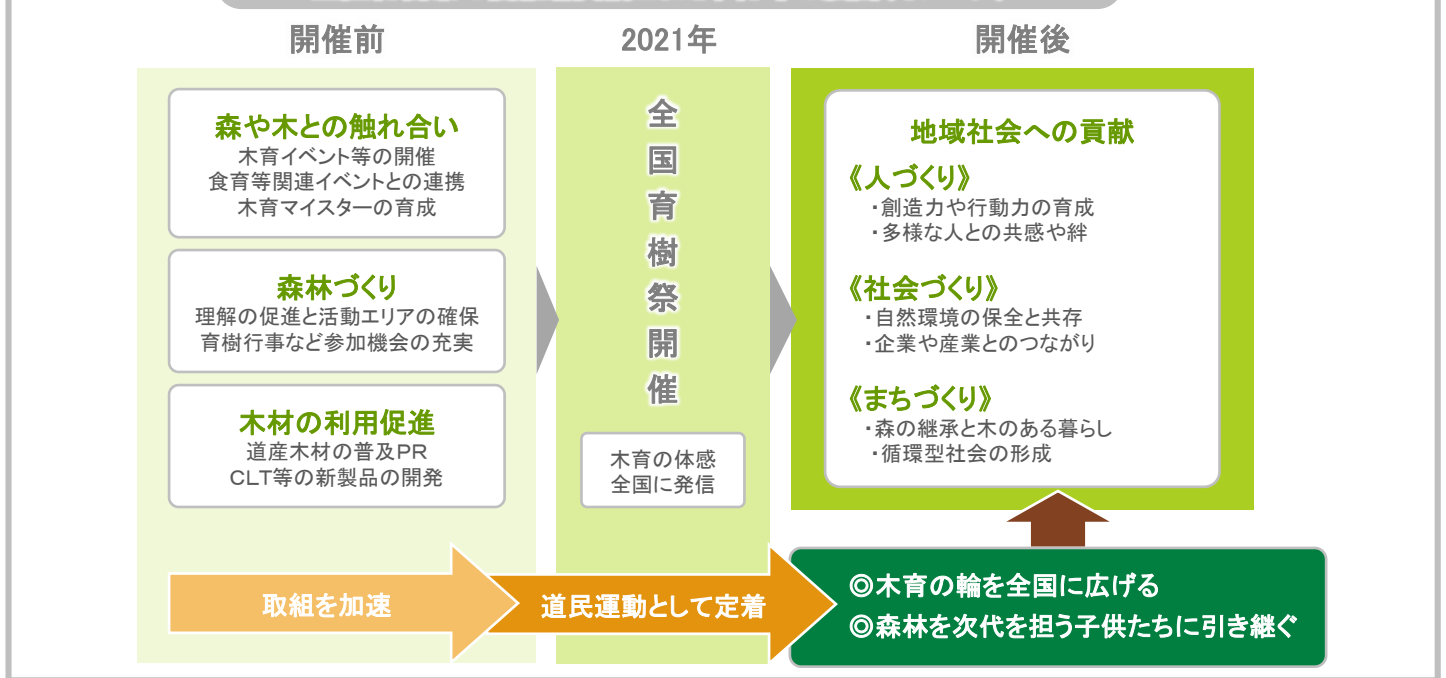 開催前
2021年
開催後
森や木との触れ合い
木育イベント等の開催
食育等関連イベントとの連携
木育マイスターの育成
森林づくり
理解の促進と活動エリアの確保
育樹行事など参加機会の充実
木材の利用促進
道産木材の普及PR
CLT等の新製品の開発
全国育樹祭開催
木育の体感
全国に発信
地域社会への貢献
《人づくり》
・創造力や行動力の育成
・多様な人との共感や絆
《社会づくり》
・自然環境の保全と共存
・企業や産業とのつながり
《まちづくり》
・森の継承と木のある暮らし
・循環型社会の形成
取組を加速
道民運動として定着
◎木育の輪を全国に広げる
◎森林を次代を担う子供たちに引き継ぐ